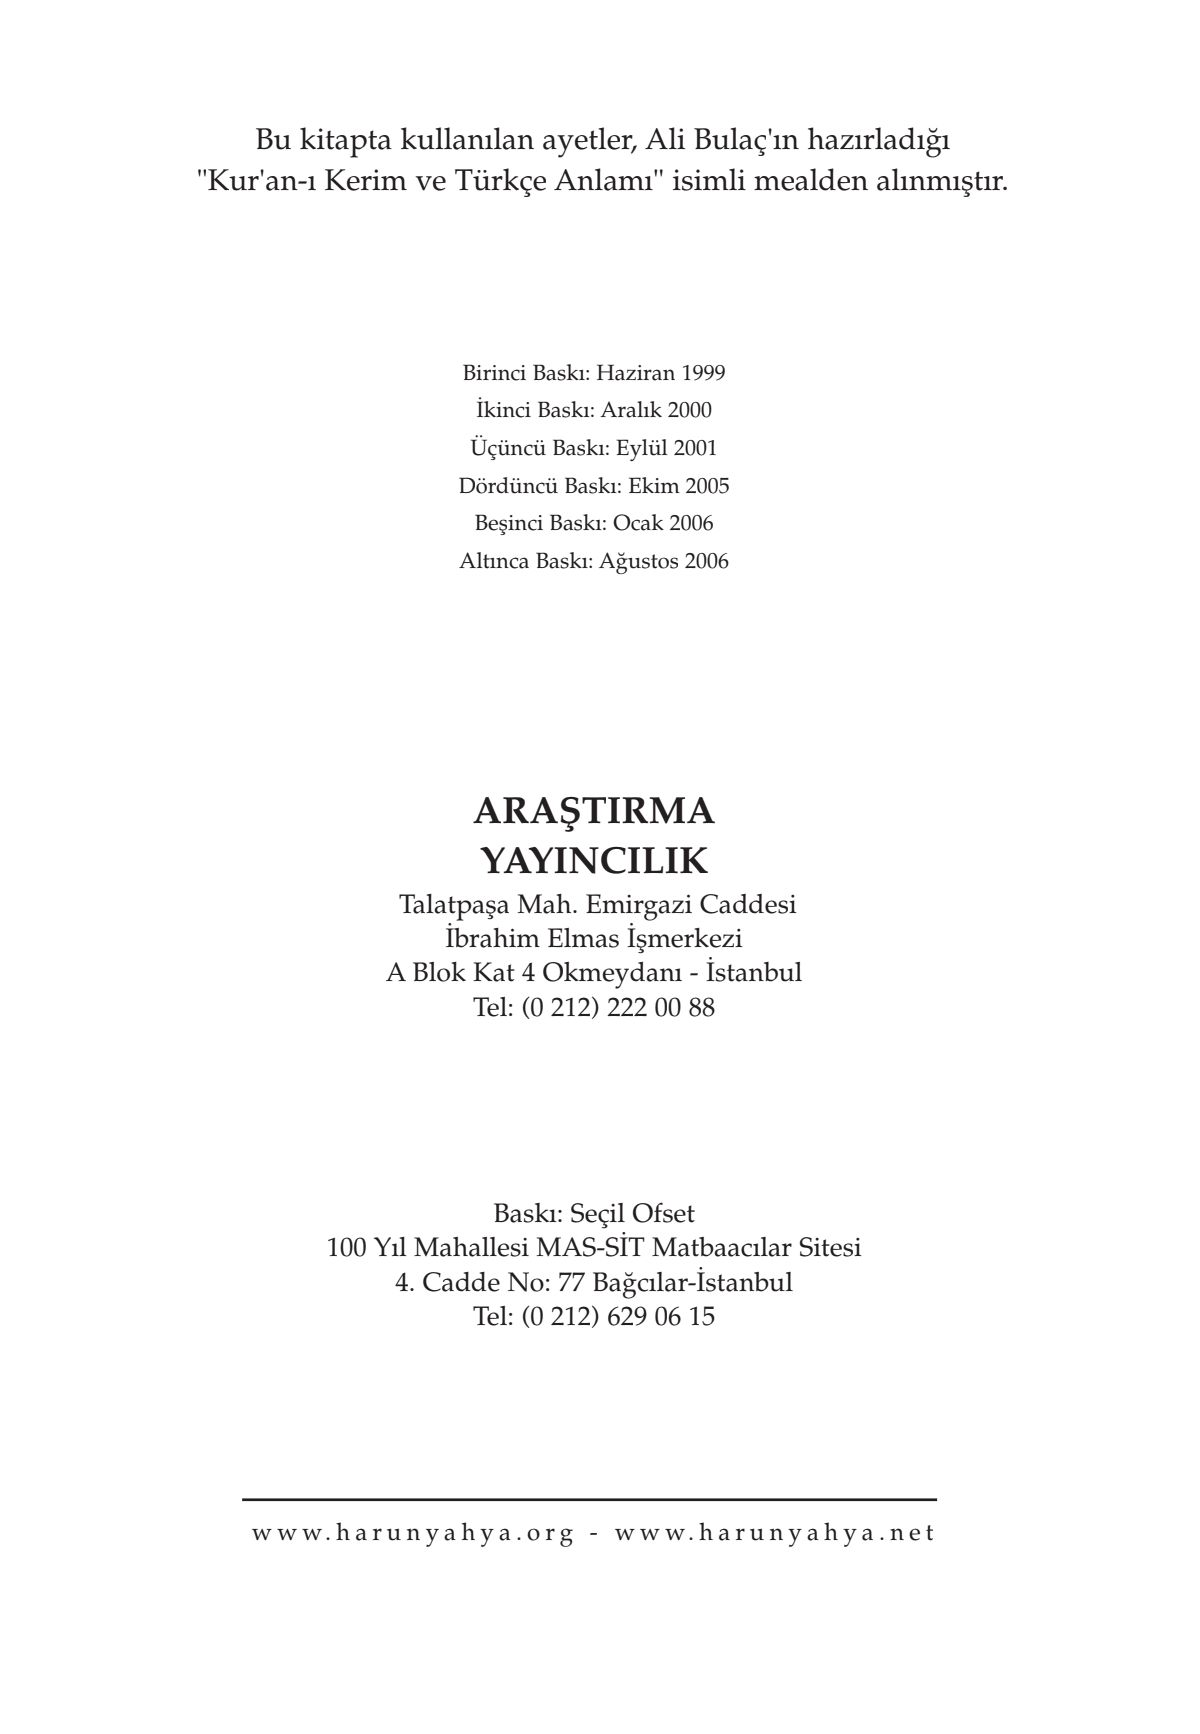 Bu kitapta kullanılan ayetler, Ali Bulaç'ın hazırladığı
"Kur'an-ı Kerim ve Türkçe Anlamı" isimli mealden alınmıştır.
Birinci Baskı: Haziran 1999
İkinci Baskı: Aralık 2000
Üçüncü Baskı: Eylül 2001
Dördüncü Baskı: Ekim 2005
Beşinci Baskı: Ocak 2006
Altınca Baskı: Ağustos 2006
ARAŞTIRMA
YAYINCILIK
Talatpaşa Mah. Emirgazi Caddesi
İbrahim Elmas İşmerkezi
A Blok Kat 4 Okmeydanı - İstanbul
Tel: (0 212) 222 00 88
Baskı: Seçil Ofset
100 Yıl Mahallesi MAS-SİT Matbaacılar Sitesi
4. Cadde No: 77 Bağcılar-İstanbul
Tel: (0 212) 629 06 15
www.harunyahya.org - www.harunyahya.net